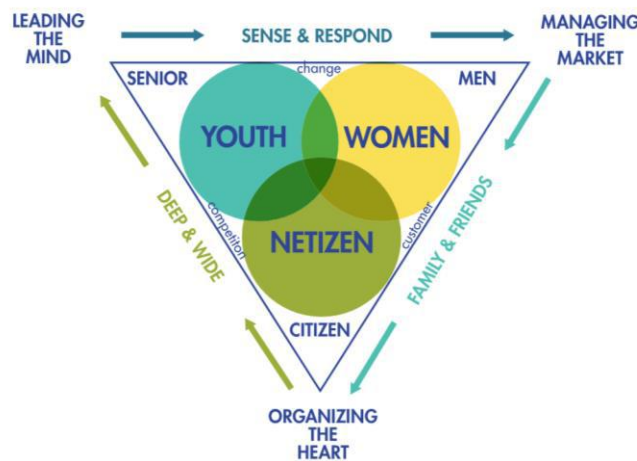 LEADING
THE
MIND
SENSE & RESPOND
MANAGING
THE
MARKET
SENIOR
change
MEN
YOUTH
WOMEN
DEEP & WIDE
competiton
NETIZEN
customer
FAMILY & FRIENDS
CITIZEN
ORGANIZING
THE
HEART